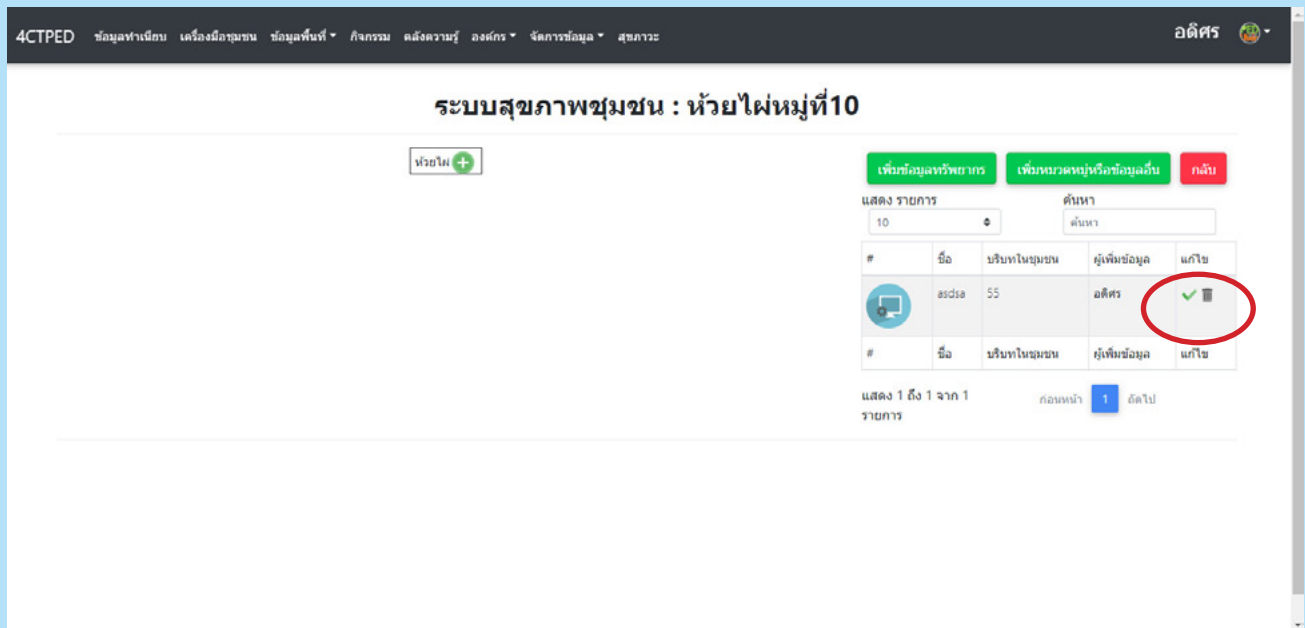 4CTPED ข้อมูลทำเนียบ เครื่องมือชุมชน ข้อมูลพื้นที่ กิจกรรม คลังความรู้ องค์กร จัดการข้อมูล สุขภาวะ อดิศร
ระบบสุขภาพชุมชน : ห้วยไผ่หมู่ที่10
ห้วยไผ่
เพิ่มข้อมูลทรัพยากร เพิ่มหมวดหมู่หรือข้อมูลอื่น กลับ
แสดง รายการ ค้นหา
10 ค้นหา
# ชื่อ บริบทในชุมชน ผู้เพิ่มข้อมูล แก้ไข
asdsa 55 อดิศร
# ชื่อ บริบทในชุมชน ผู้เพิ่มข้อมูล แก้ไข
แสดง 1 ถึง 1 จาก 1 ก่อนหน้า 1 ถัดไป
รายการ